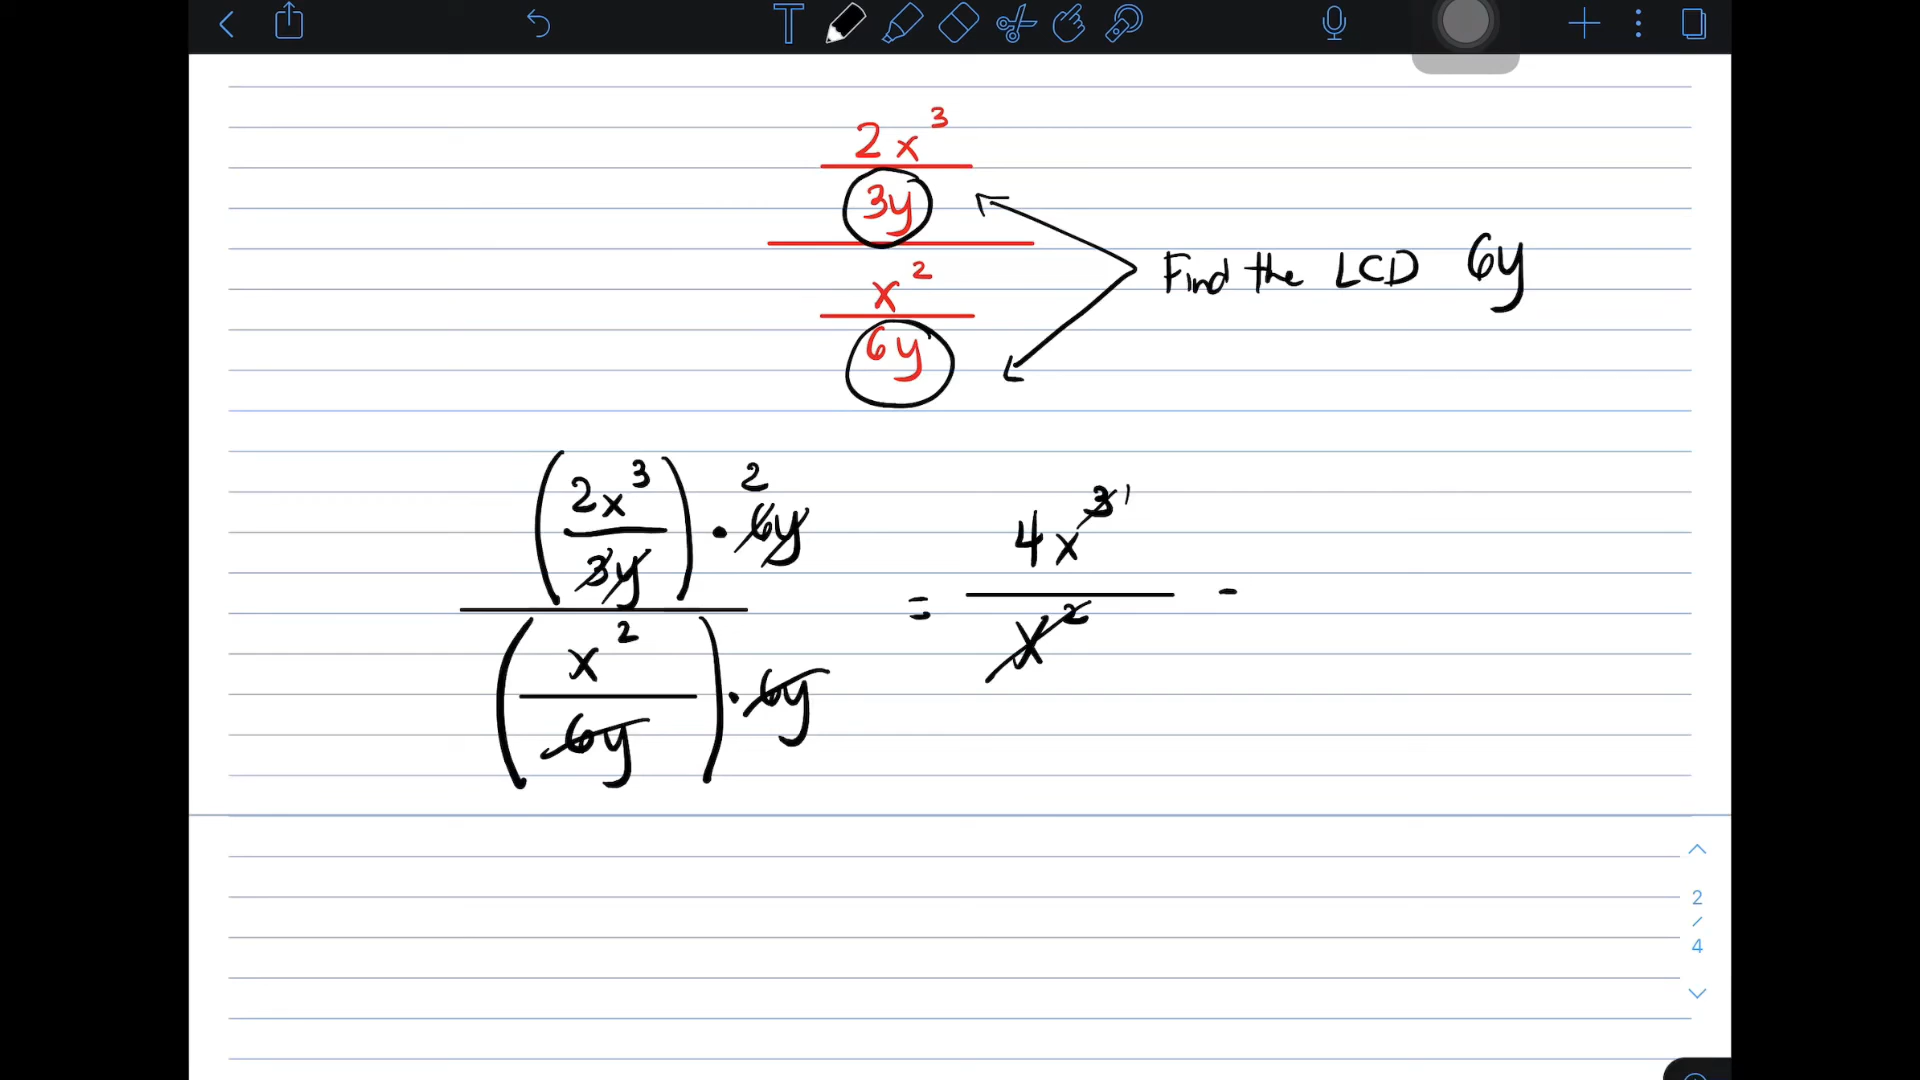 2x³
3y
x²
6y
Find the LCD 6y
(2x³/3y) · 6y 2
(x²/6y) · 6y
= 4x³ 1 / x² -
2
/
4